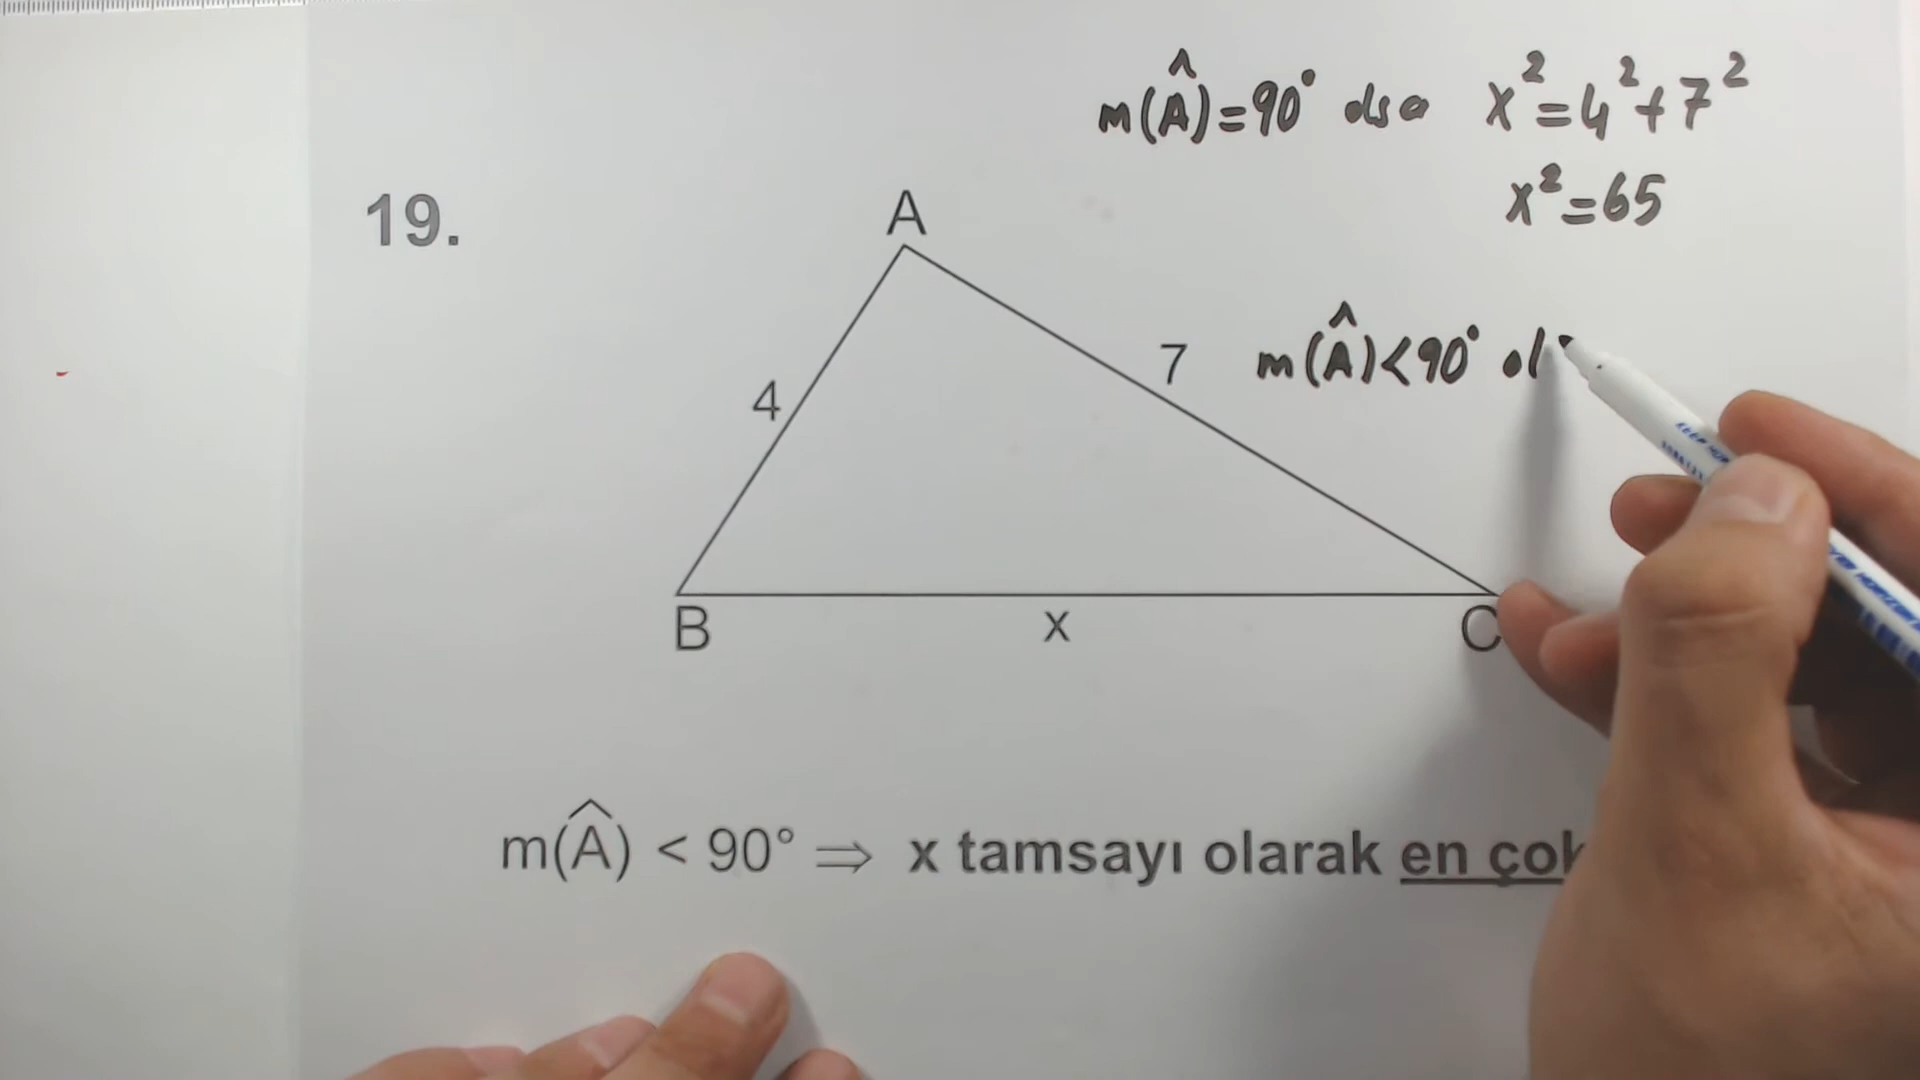 m(Â)=90° olsa x²=4²+7²
x²=65
19.
A
4
7
m(Â)<90° ol
B
x
C
m(Â) < 90° ⇒ x tamsayı olarak en çok